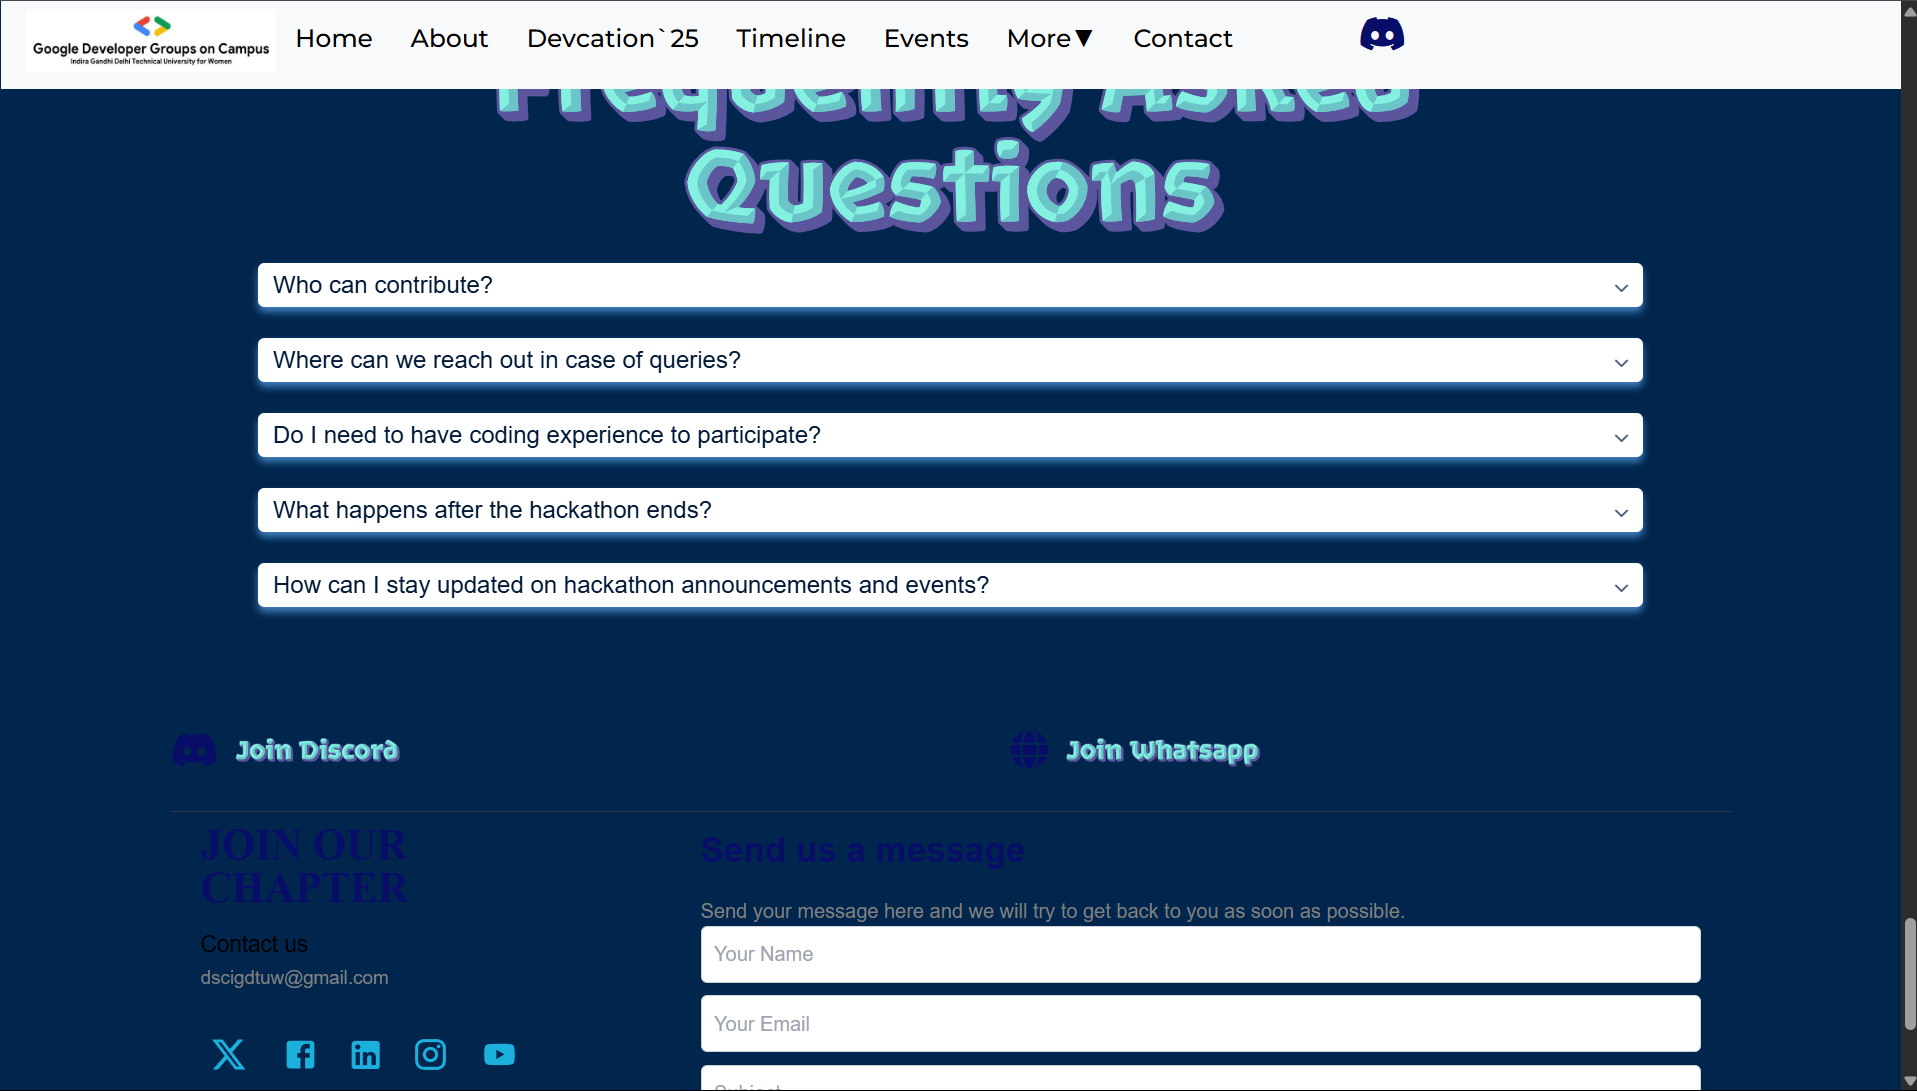 Google Developer Groups on Campus
Indira Gandhi Delhi Technical University for Women
Home
About
Devcation`25
Timeline
Events
More▼
Contact
Frequently Asked
Questions
Who can contribute?
Where can we reach out in case of queries?
Do I need to have coding experience to participate?
What happens after the hackathon ends?
How can I stay updated on hackathon announcements and events?
Join Discord
Join Whatsapp
JOIN OUR
CHAPTER
Contact us
dscigdtuw@gmail.com
Send us a message
Send your message here and we will try to get back to you as soon as possible.
Your Name
Your Email
Subject